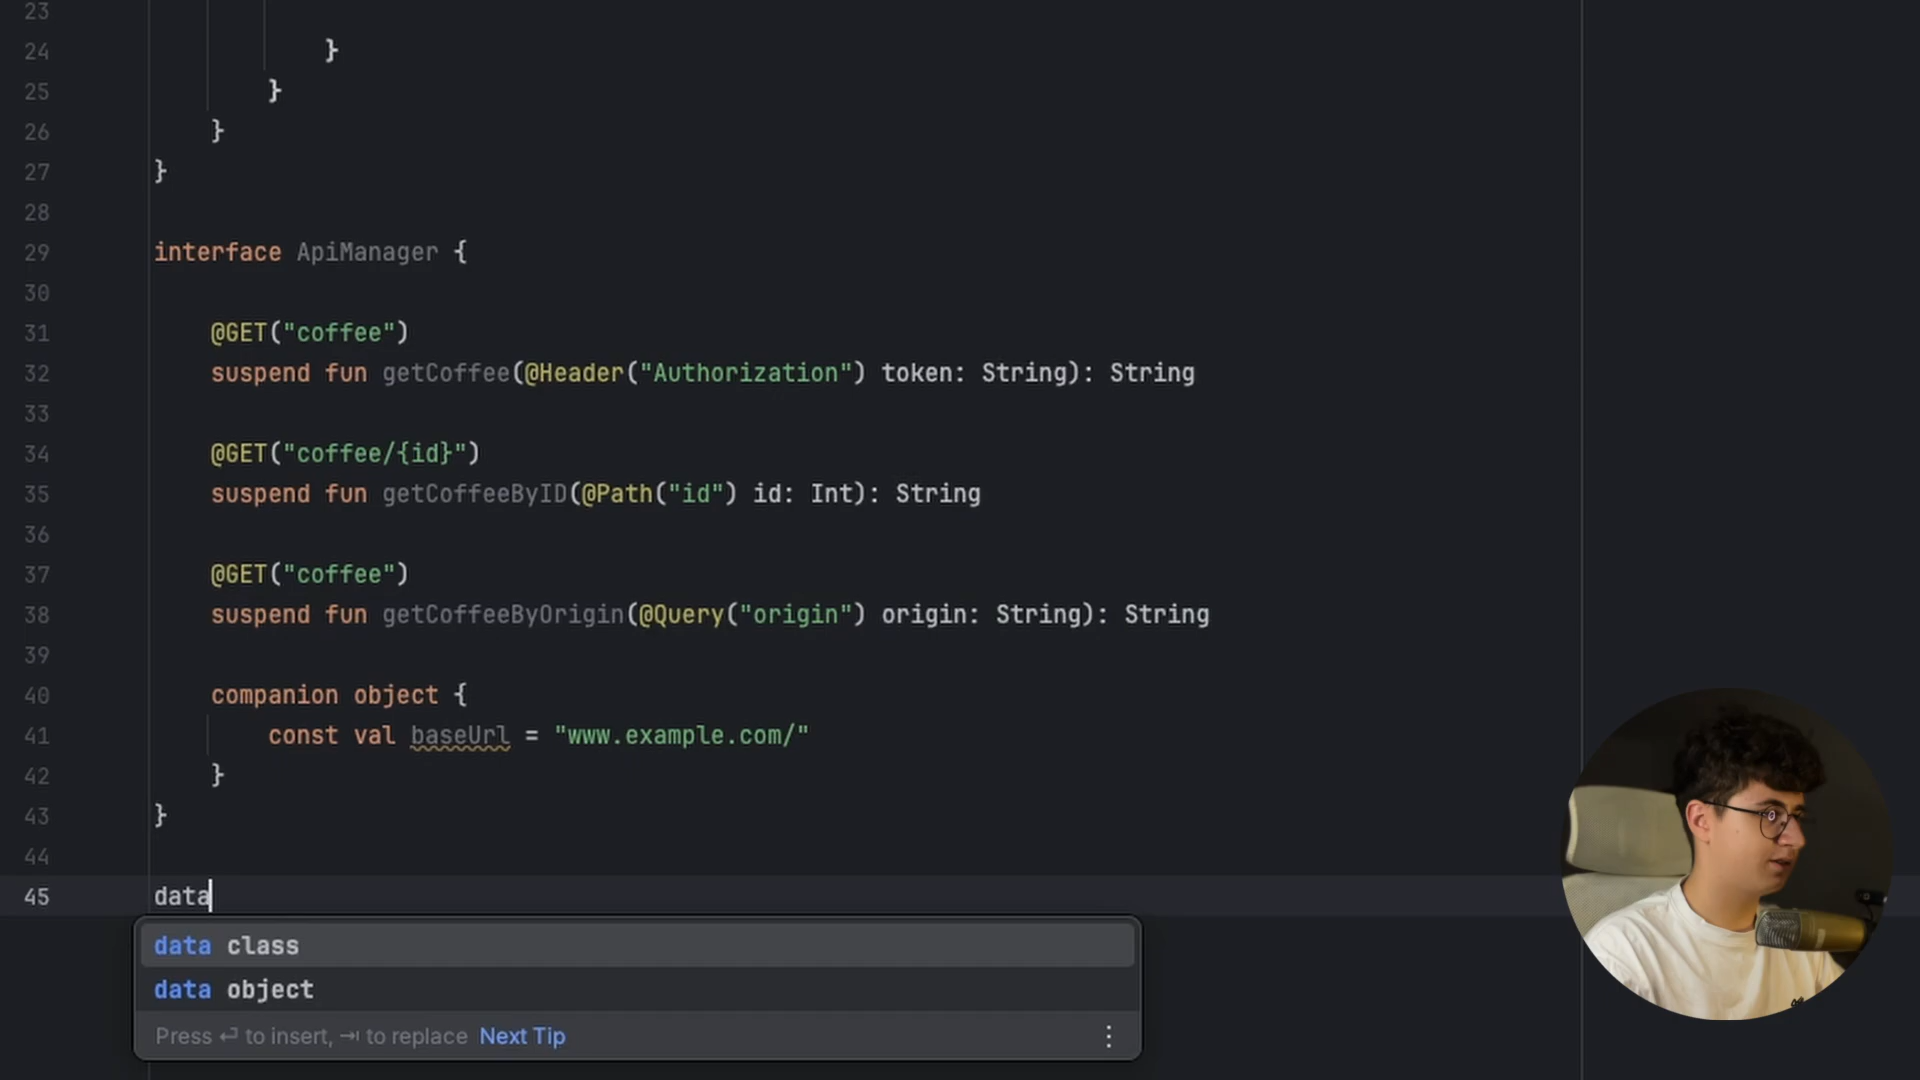 23
24 }
25 }
26 }
27 }
28
29 interface ApiManager {
30
31 @GET("coffee")
32 suspend fun getCoffee(@Header("Authorization") token: String): String
33
34 @GET("coffee/{id}")
35 suspend fun getCoffeeByID(@Path("id") id: Int): String
36
37 @GET("coffee")
38 suspend fun getCoffeeByOrigin(@Query("origin") origin: String): String
39
40 companion object {
41 const val baseUrl = "www.example.com/"
42 }
43 }
44
45 data
data class
data object
Press ⏎ to insert, ⇥ to replace Next Tip